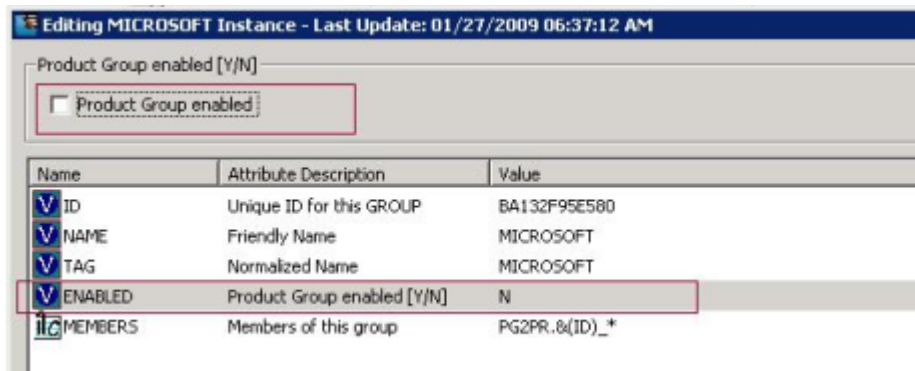 Editing MICROSOFT Instance - Last Update: 01/27/2009 06:37:12 AM
Product Group enabled [Y/N]
Product Group enabled
Name Attribute Description Value
V ID Unique ID for this GROUP BA132F95E580
V NAME Friendly Name MICROSOFT
V TAG Normalized Name MICROSOFT
V ENABLED Product Group enabled [Y/N] N
MEMBERS Members of this group PG2PR.&(ID)_*